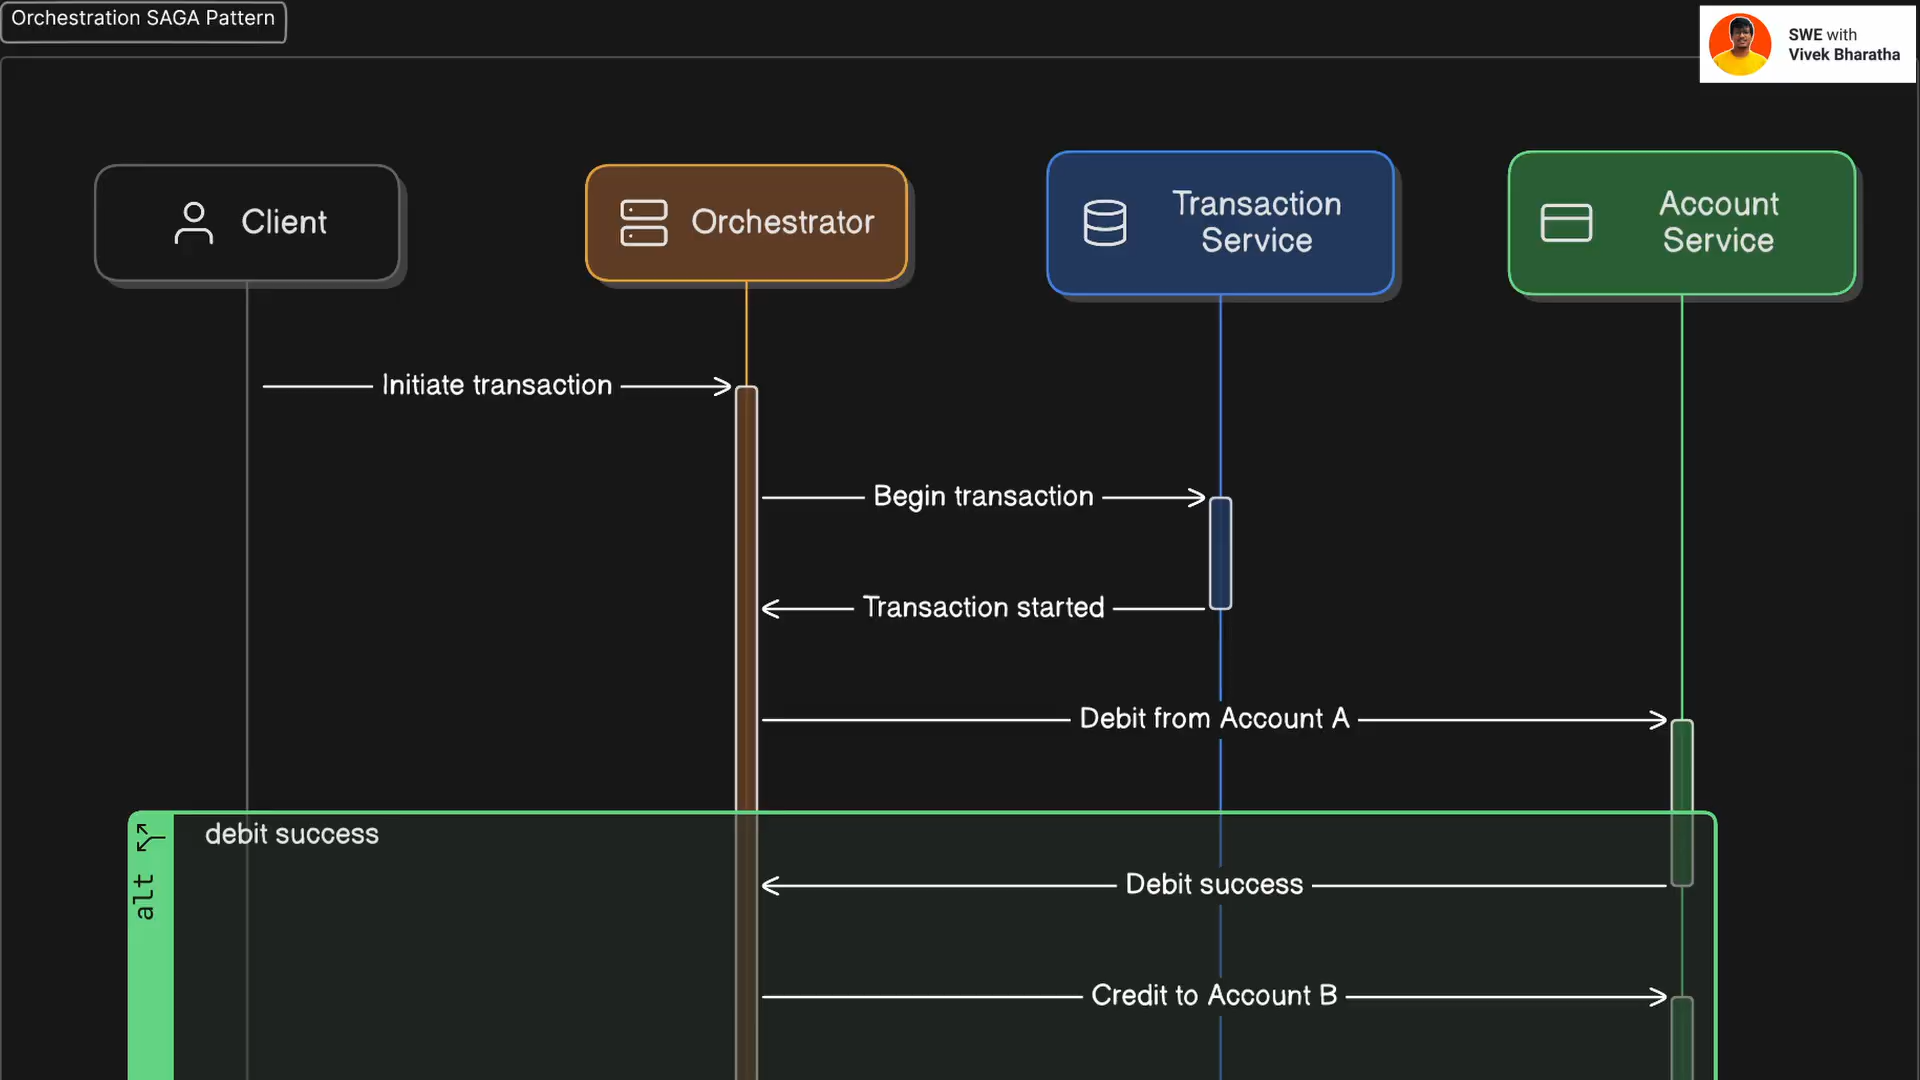 Orchestration SAGA Pattern
SWE with
Vivek Bharatha
Client
Orchestrator
Transaction
Service
Account
Service
Initiate transaction
Begin transaction
Transaction started
Debit from Account A
alt
debit success
Debit success
Credit to Account B